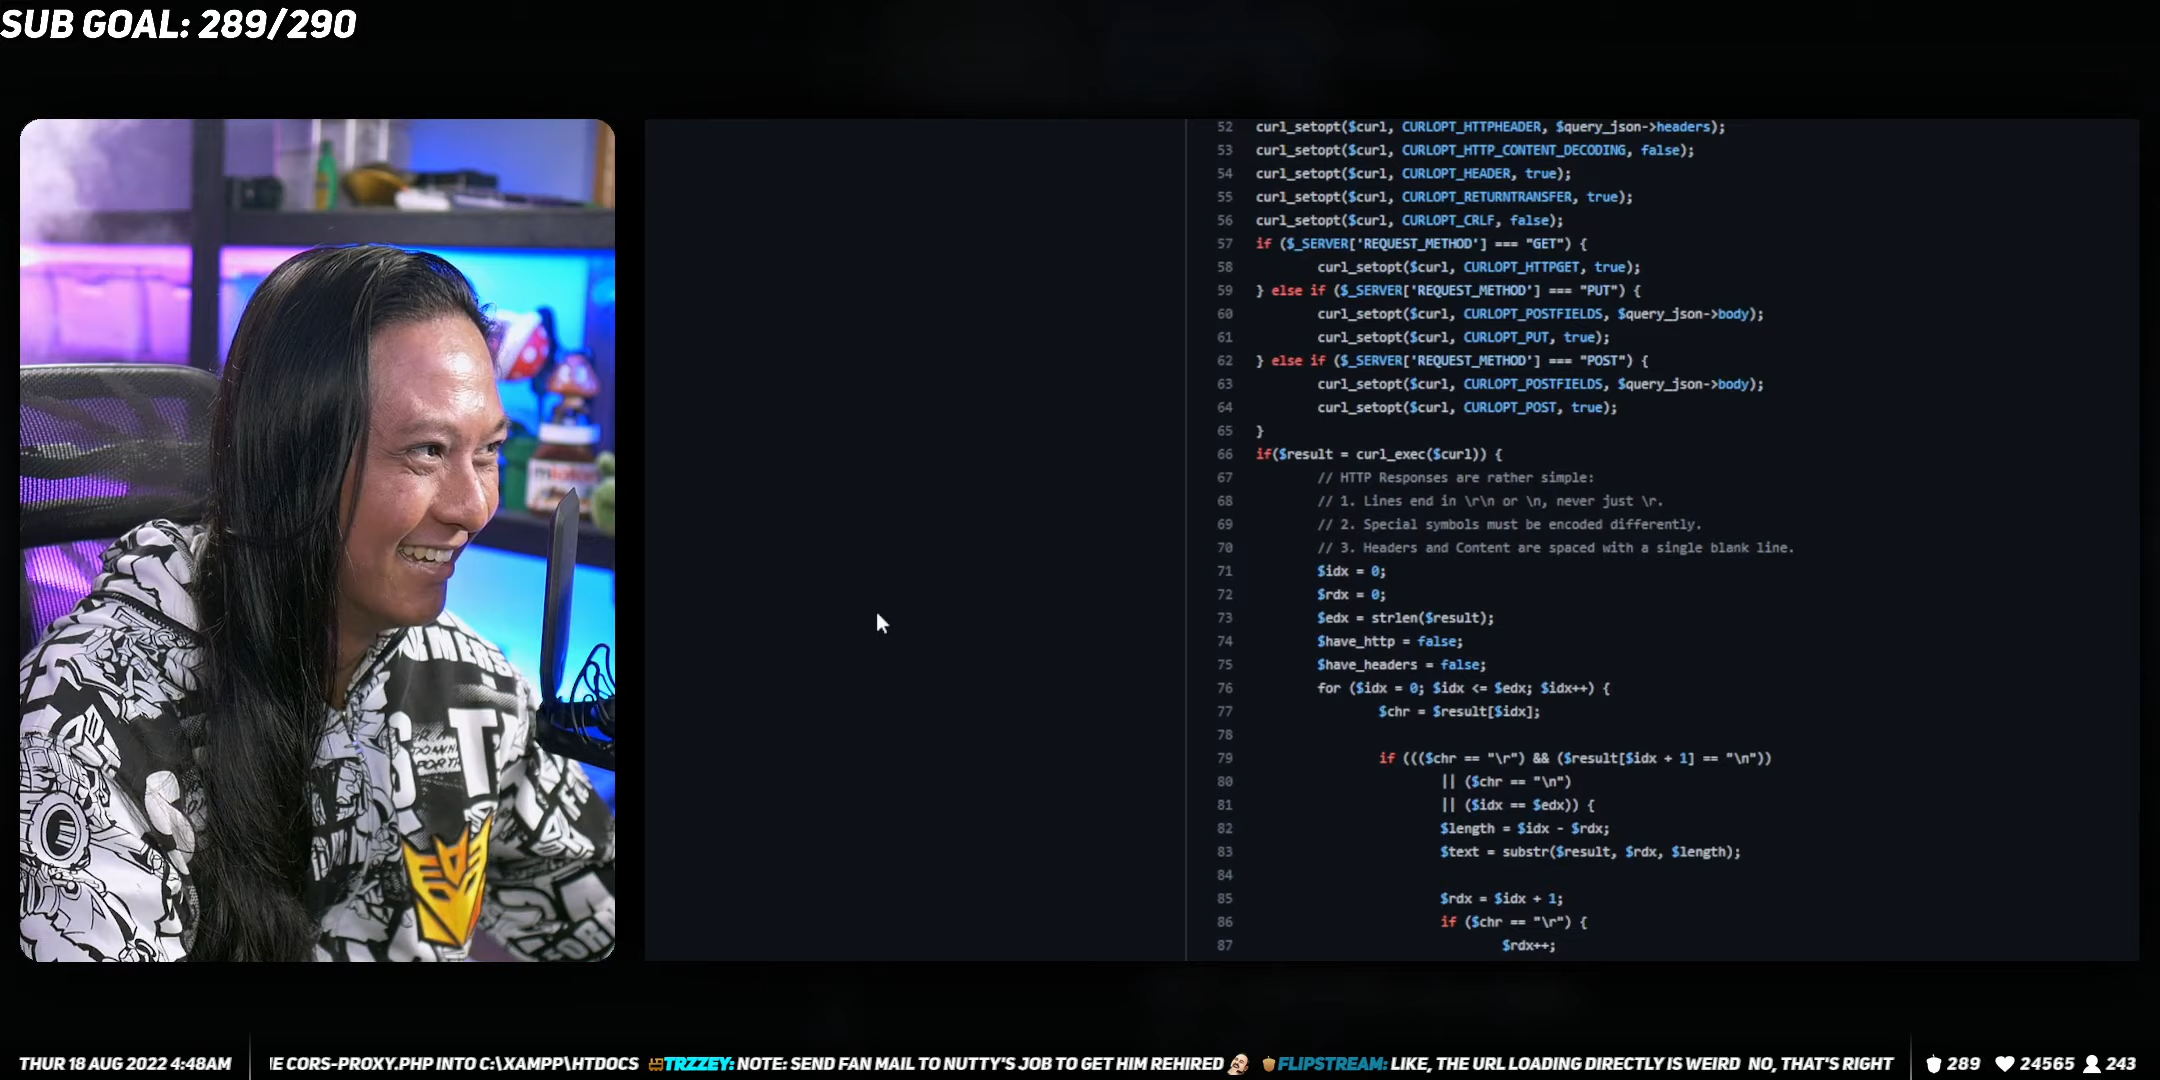 SUB GOAL: 289/290
52 curl_setopt($curl, CURLOPT_HTTPHEADER, $query_json->headers);
53 curl_setopt($curl, CURLOPT_HTTP_CONTENT_DECODING, false);
54 curl_setopt($curl, CURLOPT_HEADER, true);
55 curl_setopt($curl, CURLOPT_RETURNTRANSFER, true);
56 curl_setopt($curl, CURLOPT_CRLF, false);
57 if ($_SERVER['REQUEST_METHOD'] === "GET") {
58 curl_setopt($curl, CURLOPT_HTTPGET, true);
59 } else if ($_SERVER['REQUEST_METHOD'] === "PUT") {
60 curl_setopt($curl, CURLOPT_POSTFIELDS, $query_json->body);
61 curl_setopt($curl, CURLOPT_PUT, true);
62 } else if ($_SERVER['REQUEST_METHOD'] === "POST") {
63 curl_setopt($curl, CURLOPT_POSTFIELDS, $query_json->body);
64 curl_setopt($curl, CURLOPT_POST, true);
65 }
66 if($result = curl_exec($curl)) {
67 // HTTP Responses are rather simple:
68 // 1. Lines end in \r\n or \n, never just \r.
69 // 2. Special symbols must be encoded differently.
70 // 3. Headers and Content are spaced with a single blank line.
71 $idx = 0;
72 $rdx = 0;
73 $edx = strlen($result);
74 $have_http = false;
75 $have_headers = false;
76 for ($idx = 0; $idx <= $edx; $idx++) {
77 $chr = $result[$idx];
78
79 if ((($chr == "\r") && ($result[$idx + 1] == "\n"))
80 || ($chr == "\n")
81 || ($idx == $edx)) {
82 $length = $idx - $rdx;
83 $text = substr($result, $rdx, $length);
84
85 $rdx = $idx + 1;
86 if ($chr == "\r") {
87 $rdx++;
THUR 18 AUG 2022 4:48AM
E CORS-PROXY.PHP INTO C:\XAMPP\HTDOCS TRZZEY: NOTE: SEND FAN MAIL TO NUTTY'S JOB TO GET HIM REHIRED FLIPSTREAM: LIKE, THE URL LOADING DIRECTLY IS WEIRD NO, THAT'S RIGHT
289 24565 243